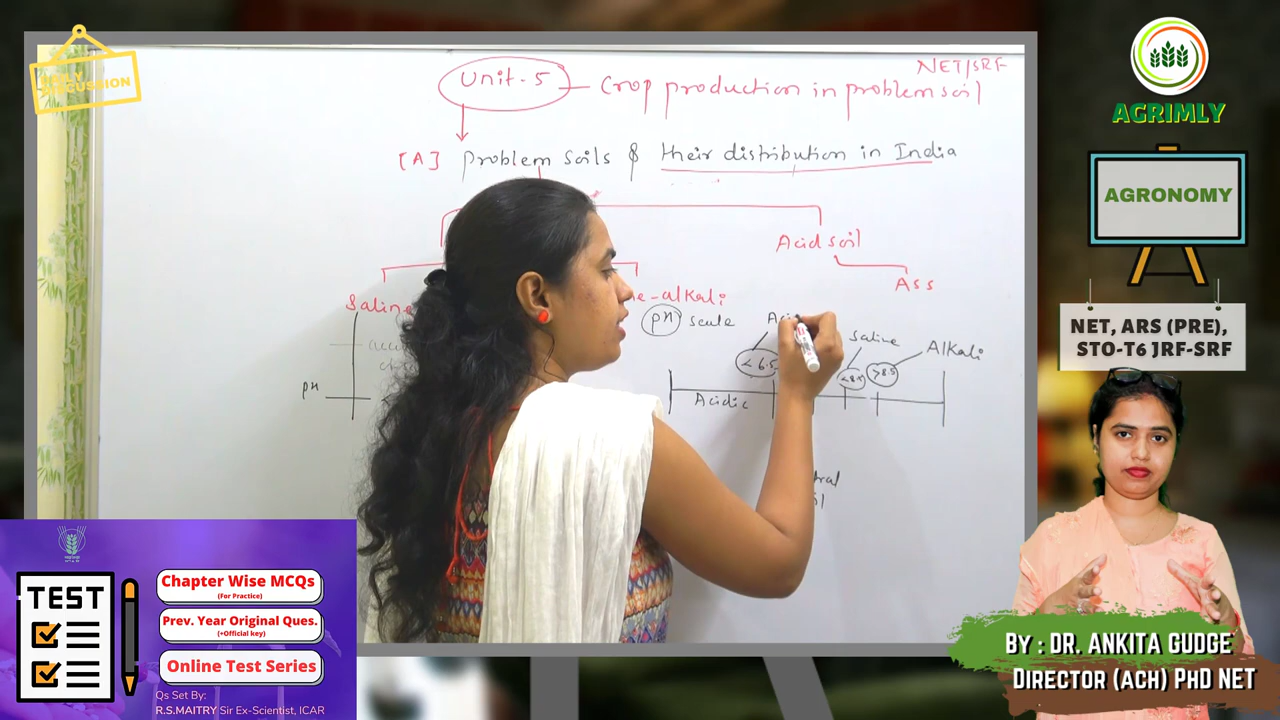 DISCUSSION
NET/SRF
Unit-5 — Crop production in problem soil
[A] Problem Soils & their distribution in India
Acid soil
Ass
Saline
e-alkali
pH scale
Saline
Alkali
< 6.5
<8.5
>8.5
pH
Acidic
AGRIMLY
AGRONOMY
NET, ARS (PRE),
STO-T6 JRF-SRF
BY : DR. ANKITA GUDGE
DIRECTOR (ACH) PHD NET
TEST
Chapter Wise MCQs
(For Practice)
Prev. Year Original Ques.
(+Official key)
Online Test Series
Qs Set By:
R.S.MAITRY Sir Ex-Scientist, ICAR